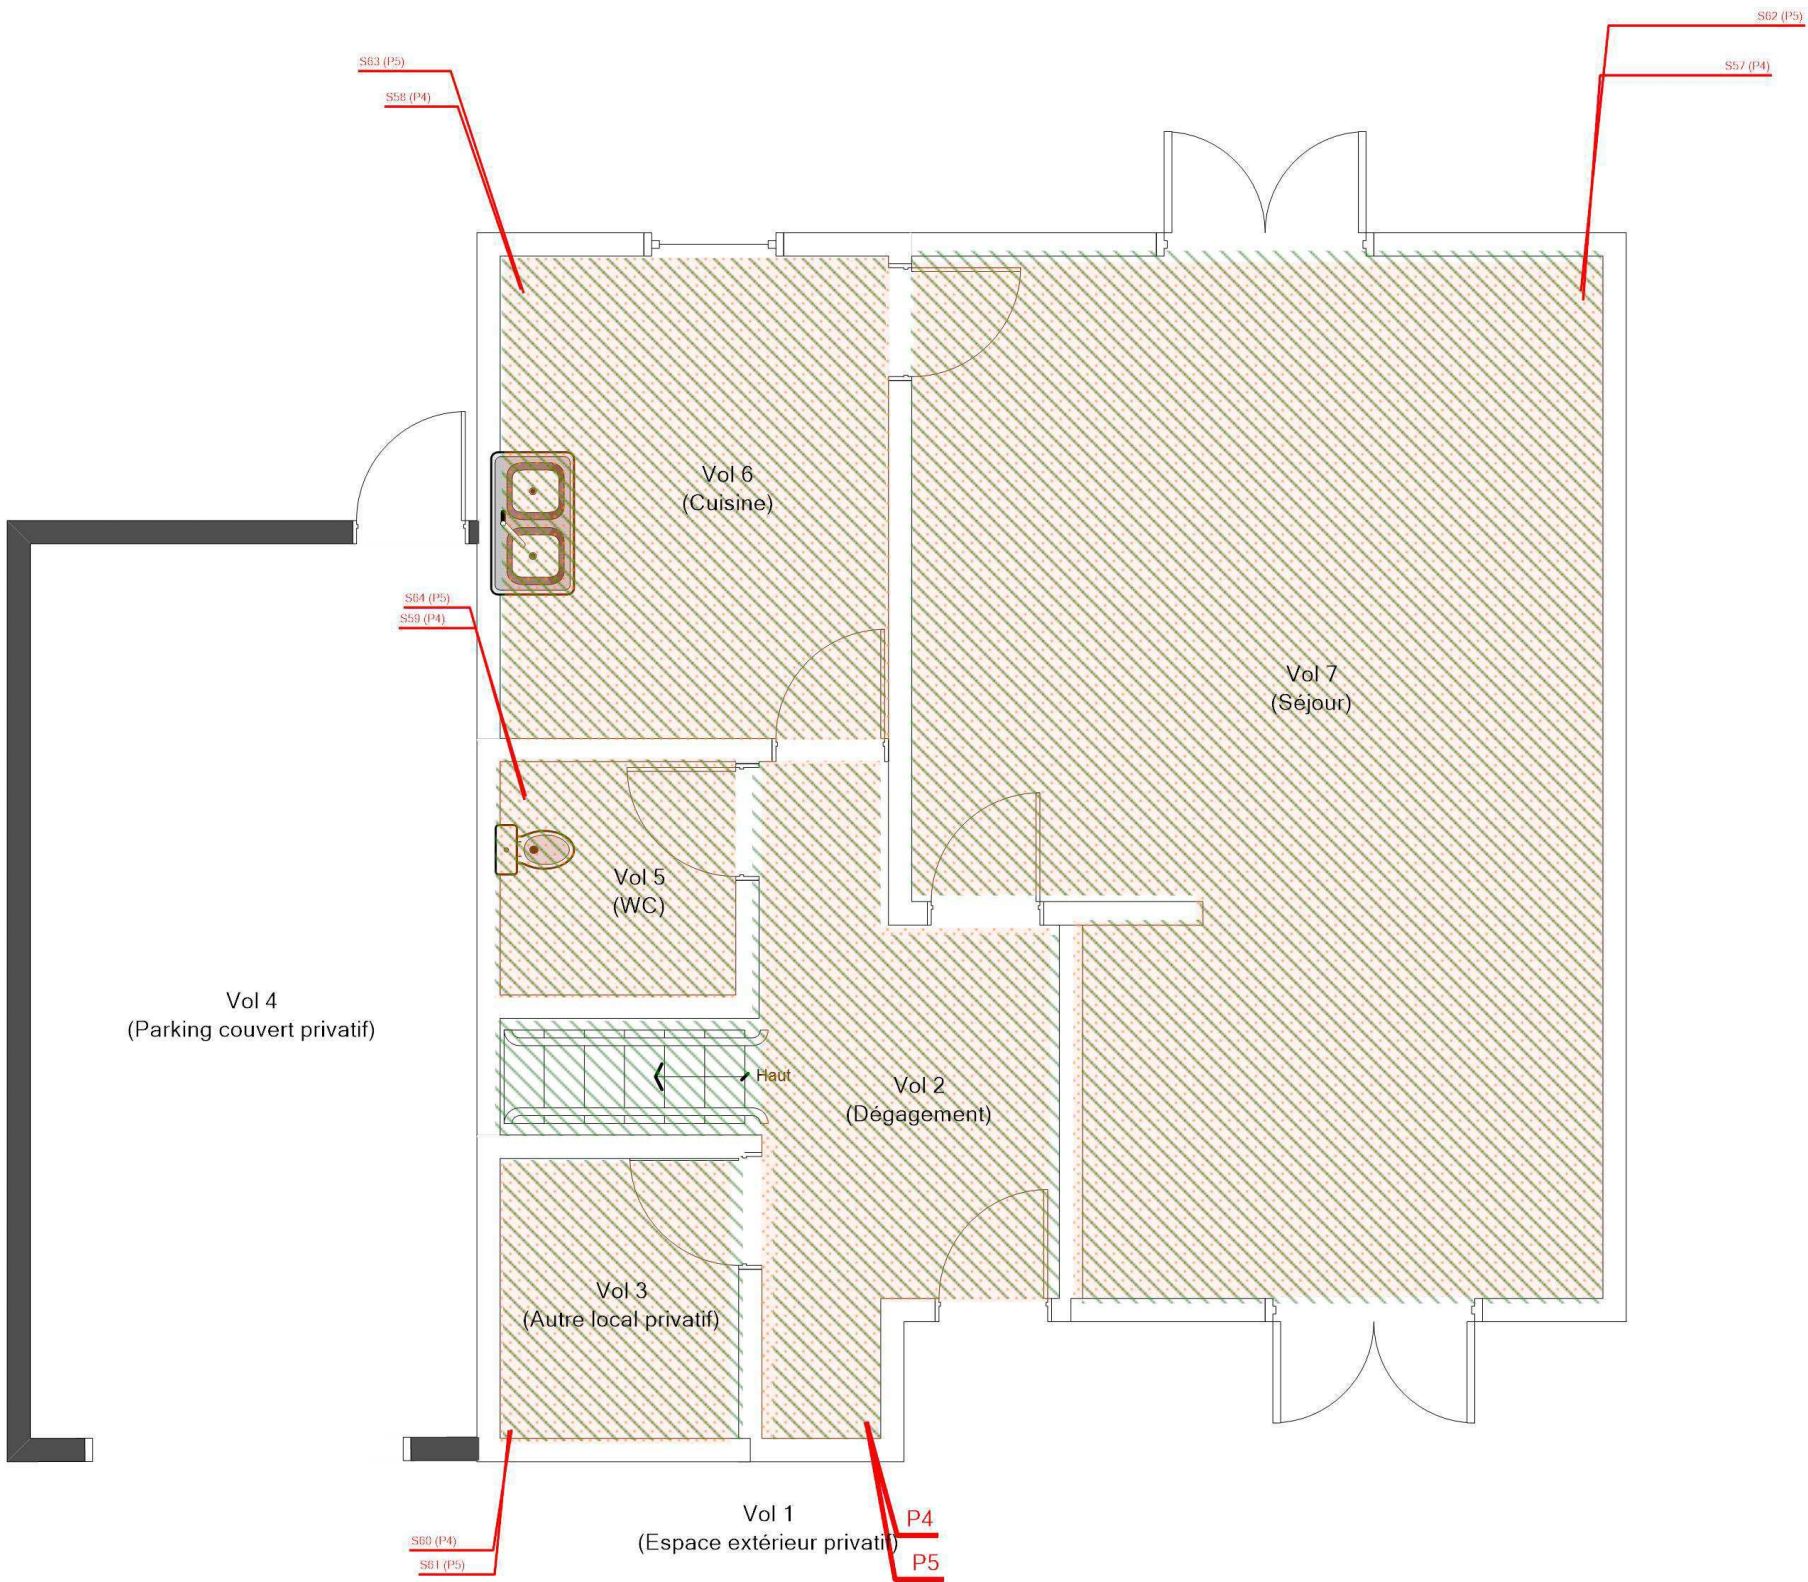 S62 (P5)
S57 (P4)
S63 (P5)
S58 (P4)
Vol 6
(Cuisine)
S64 (P5)
S59 (P4)
Vol 7
(Séjour)
Vol 5
(WC)
Vol 4
(Parking couvert privatif)
Haut
Vol 2
(Dégagement)
Vol 3
(Autre local privatif)
Vol 1
(Espace extérieur privatif)
P4
P5
S60 (P4)
S61 (P5)